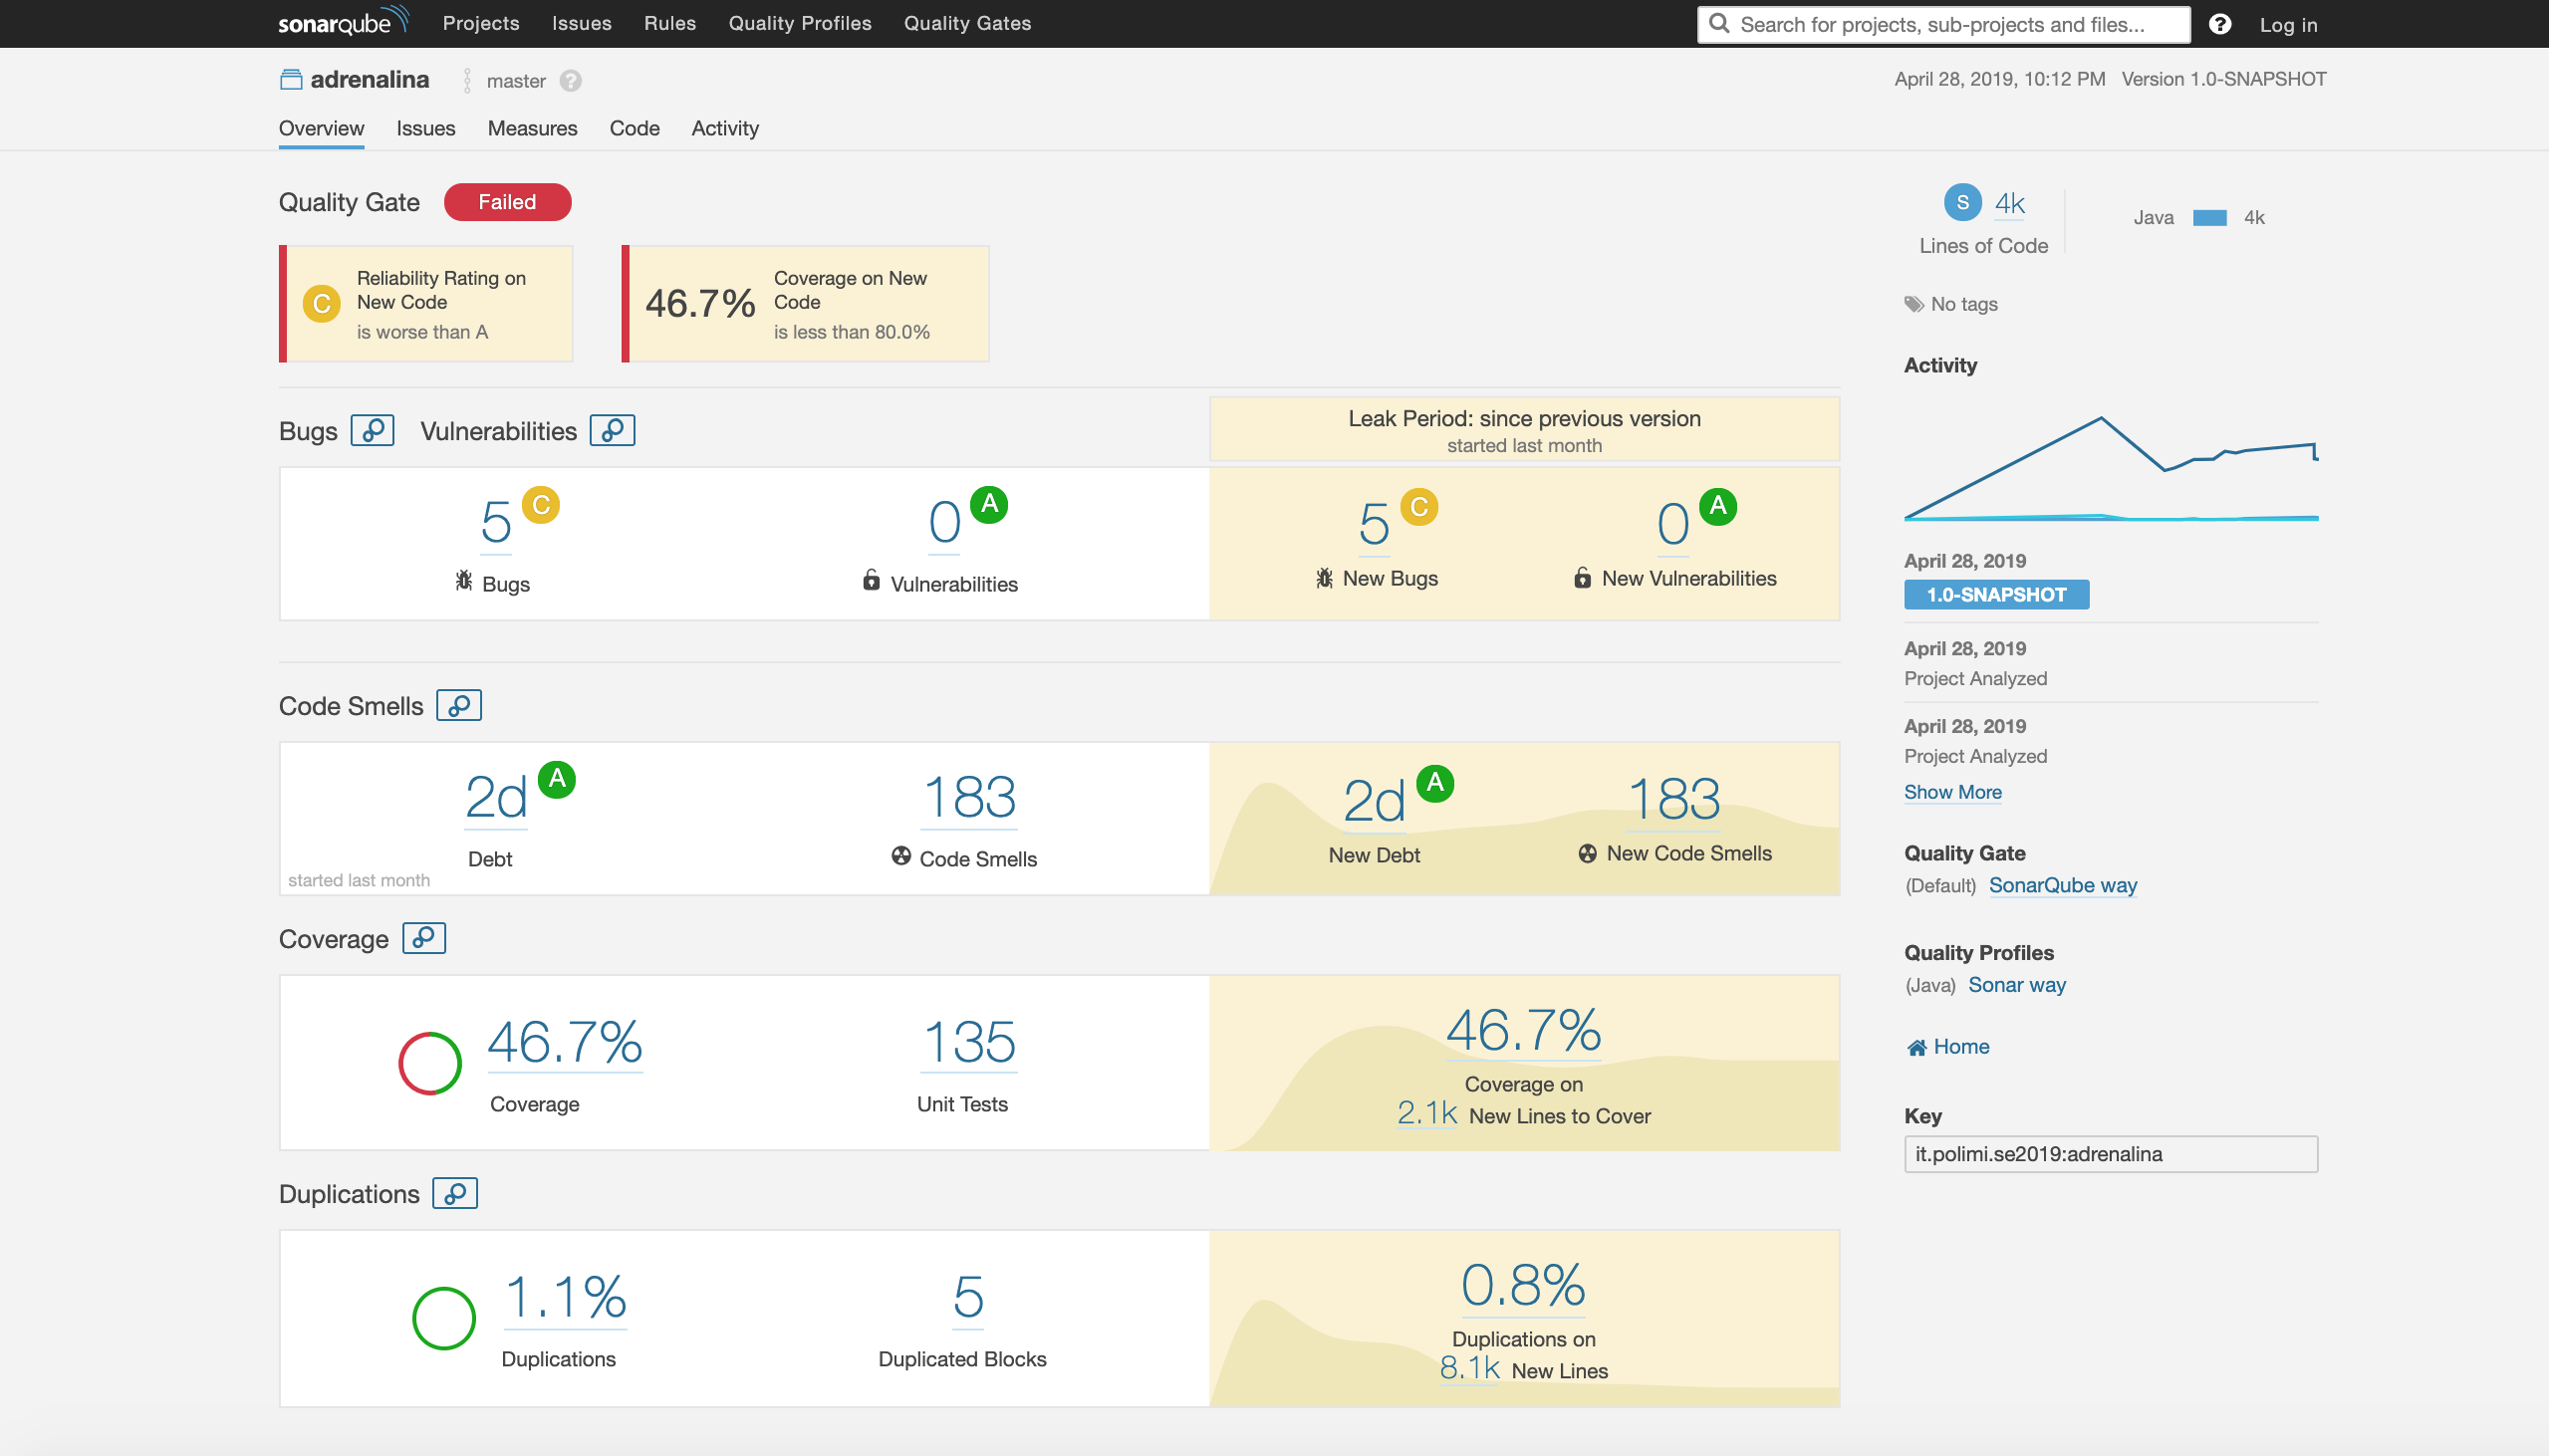 sonarqube Projects Issues Rules Quality Profiles Quality Gates Search for projects, sub-projects and files... ? Log in
adrenalina master ? April 28, 2019, 10:12 PM Version 1.0-SNAPSHOT
Overview Issues Measures Code Activity
Quality Gate Failed
C Reliability Rating on
New Code
is worse than A
46.7% Coverage on New
Code
is less than 80.0%
Bugs Vulnerabilities
Leak Period: since previous version
started last month
5 C
Bugs
0 A
Vulnerabilities
5 C
New Bugs
0 A
New Vulnerabilities
Code Smells
2d A
Debt
started last month
183
Code Smells
2d A
New Debt
183
New Code Smells
Coverage
46.7%
Coverage
135
Unit Tests
46.7%
Coverage on
2.1k New Lines to Cover
Duplications
1.1%
Duplications
5
Duplicated Blocks
0.8%
Duplications on
8.1k New Lines
S 4k
Lines of Code
Java 4k
No tags
Activity
April 28, 2019
1.0-SNAPSHOT
April 28, 2019
Project Analyzed
April 28, 2019
Project Analyzed
Show More
Quality Gate
(Default) SonarQube way
Quality Profiles
(Java) Sonar way
Home
Key
it.polimi.se2019:adrenalina